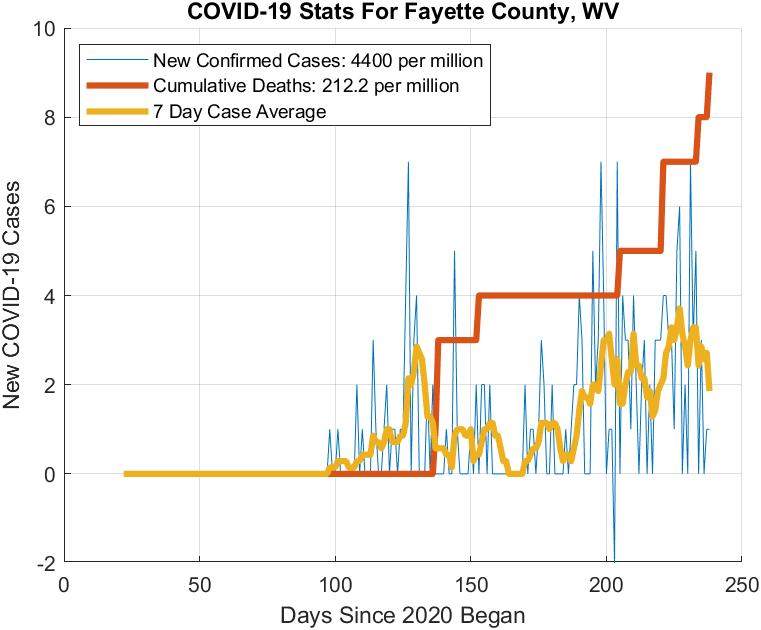 COVID-19 Stats For Fayette County, WV
New Confirmed Cases: 4400 per million
Cumulative Deaths: 212.2 per million
7 Day Case Average
New COVID-19 Cases
10
8
6
4
2
0
-2
0 50 100 150 200 250
Days Since 2020 Began